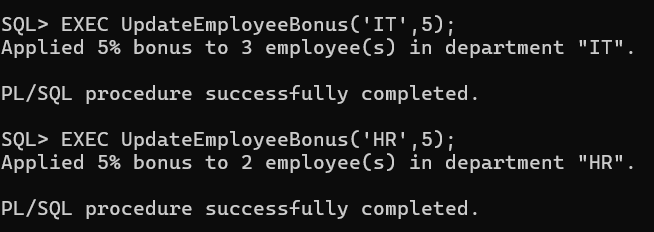 SQL> EXEC UpdateEmployeeBonus('IT',5);
Applied 5% bonus to 3 employee(s) in department "IT".
PL/SQL procedure successfully completed.
SQL> EXEC UpdateEmployeeBonus('HR',5);
Applied 5% bonus to 2 employee(s) in department "HR".
PL/SQL procedure successfully completed.